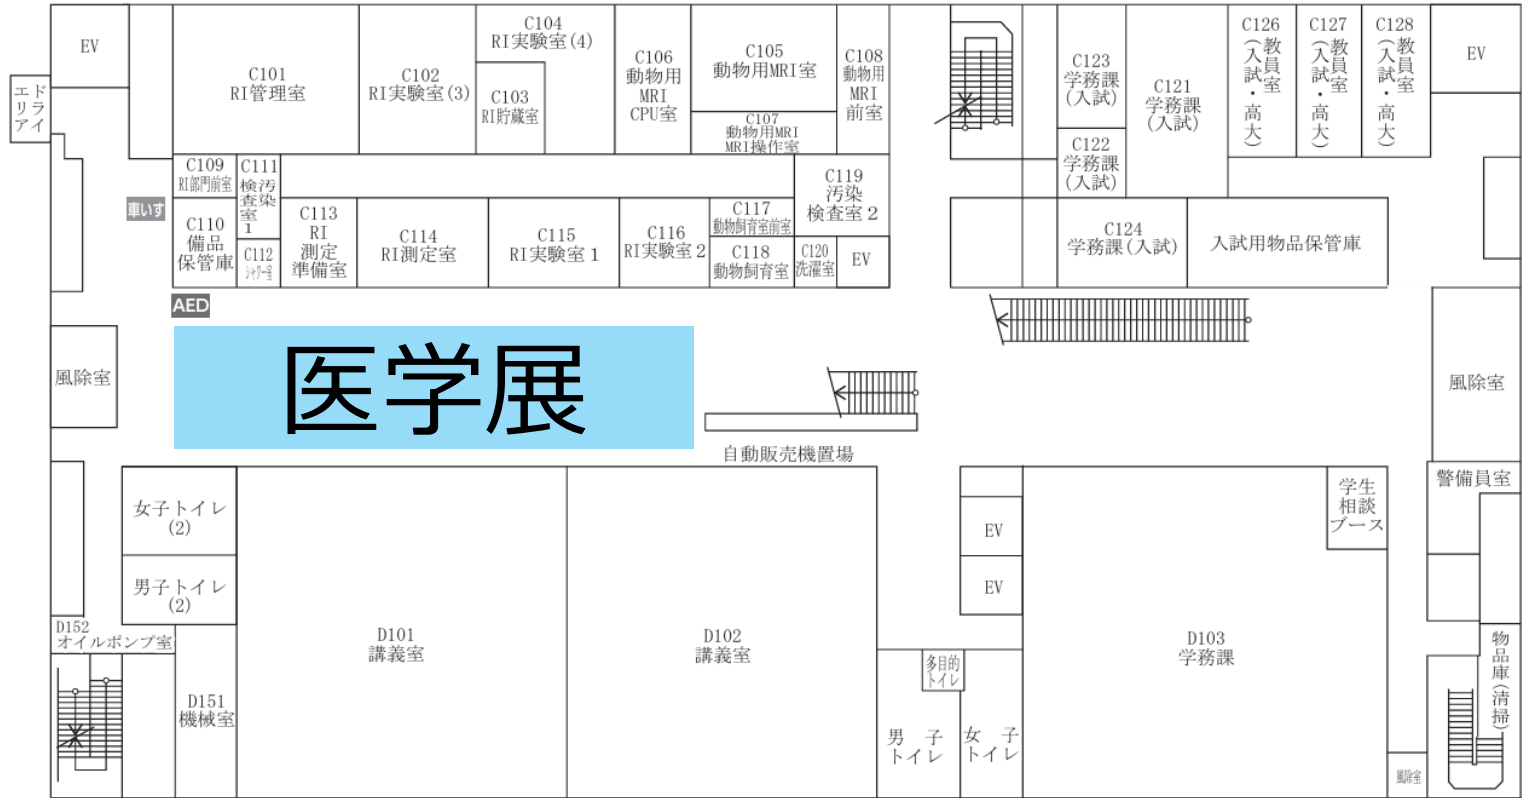 EV
C101
RI管理室
C102
RI実験室(3)
C104
RI実験室(4)
C103
RI貯蔵室
C106
動物用
MRI
CPU室
C105
動物用MRI室
C107
動物用MRI
MRI操作室
C108
動物用
MRI
前室
C123
学務課
(入試)
C122
学務課
(入試)
C121
学務課
(入試)
C126
教員室
(入試・高大)
C127
教員室
(入試・高大)
C128
教員室
(入試・高大)
EV
ドライ
エリア
車いす
C109
RI部門前室
C111
汚染
検査室1
C110
備品
保管庫
C112
シャワー室
C113
RI
測定
準備室
C114
RI測定室
C115
RI実験室1
C116
RI実験室2
C117
動物飼育室前室
C118
動物飼育室
C119
汚染
検査室2
C120
洗濯室
EV
C124
学務課(入試)
入試用物品保管庫
AED
医学展
風除室
風除室
自動販売機置場
女子トイレ
(2)
男子トイレ
(2)
D152
オイルポンプ室
D151
機械室
D101
講義室
D102
講義室
EV
EV
多目的
トイレ
男子
トイレ
女子
トイレ
D103
学務課
学生
相談
ブース
警備員室
物品庫(清掃)
風除室